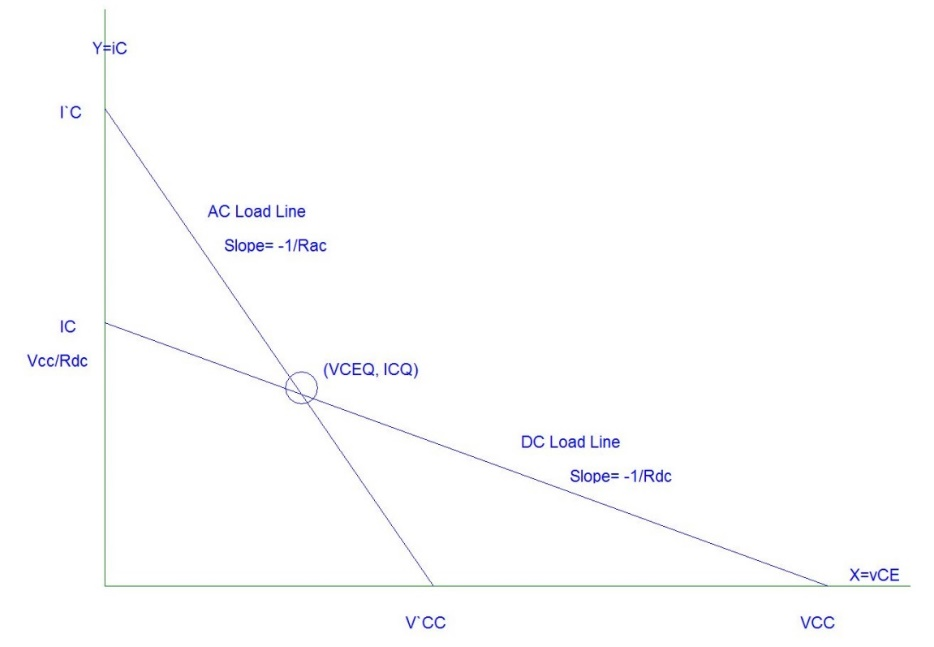 Y=iC
I`C
AC Load Line
Slope= -1/Rac
IC
Vcc/Rdc
(VCEQ, ICQ)
DC Load Line
Slope= -1/Rdc
X=vCE
V`CC
VCC